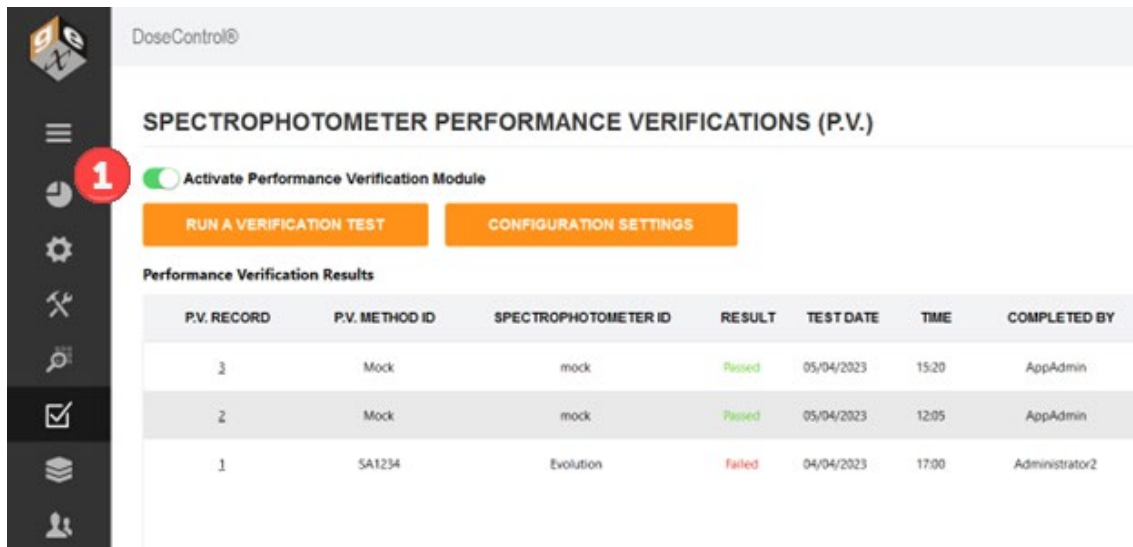 gex
DoseControl®
SPECTROPHOTOMETER PERFORMANCE VERIFICATIONS (P.V.)
1
Activate Performance Verification Module
RUN A VERIFICATION TEST CONFIGURATION SETTINGS
Performance Verification Results
P.V. RECORD P.V. METHOD ID SPECTROPHOTOMETER ID RESULT TEST DATE TIME COMPLETED BY
3 Mock mock Passed 05/04/2023 15:20 AppAdmin
2 Mock mock Passed 05/04/2023 12:05 AppAdmin
1 SA1234 Evolution Failed 04/04/2023 17:00 Administrator2